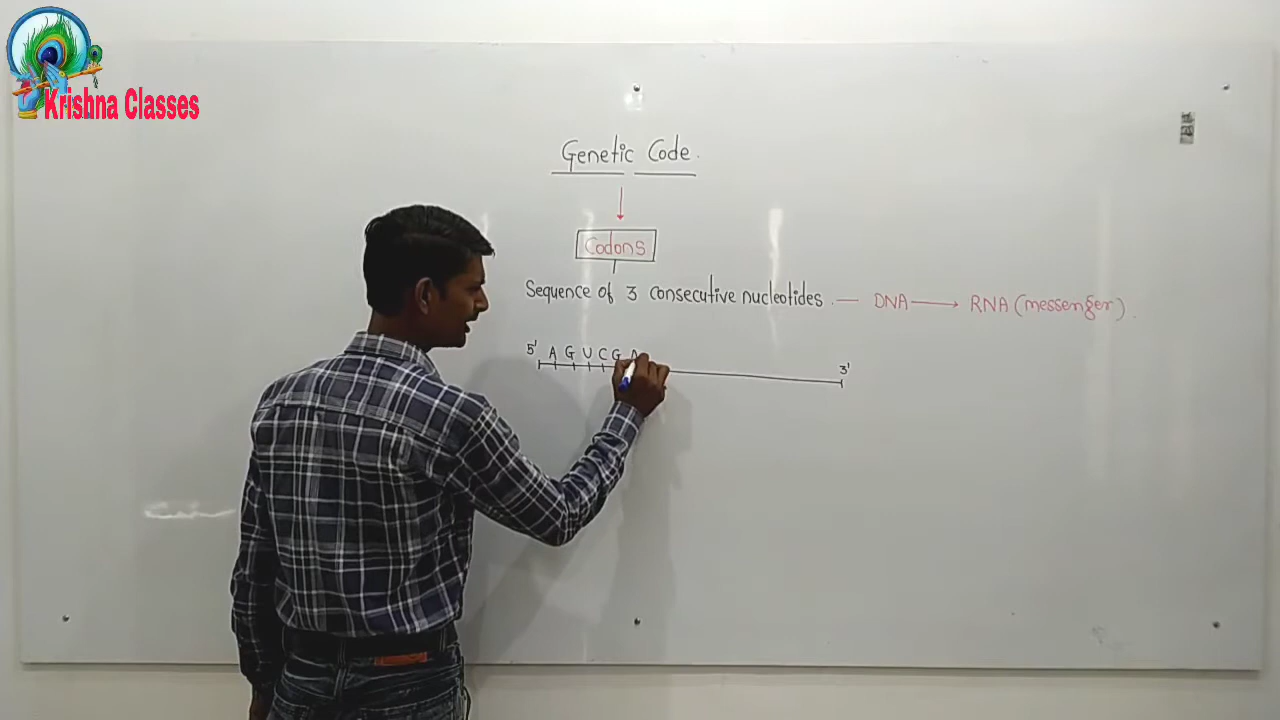 Krishna Classes
Genetic Code.
Codons
Sequence of 3 consecutive nucleotides. — DNA → RNA (messenger).
5' A G U C G A 3'